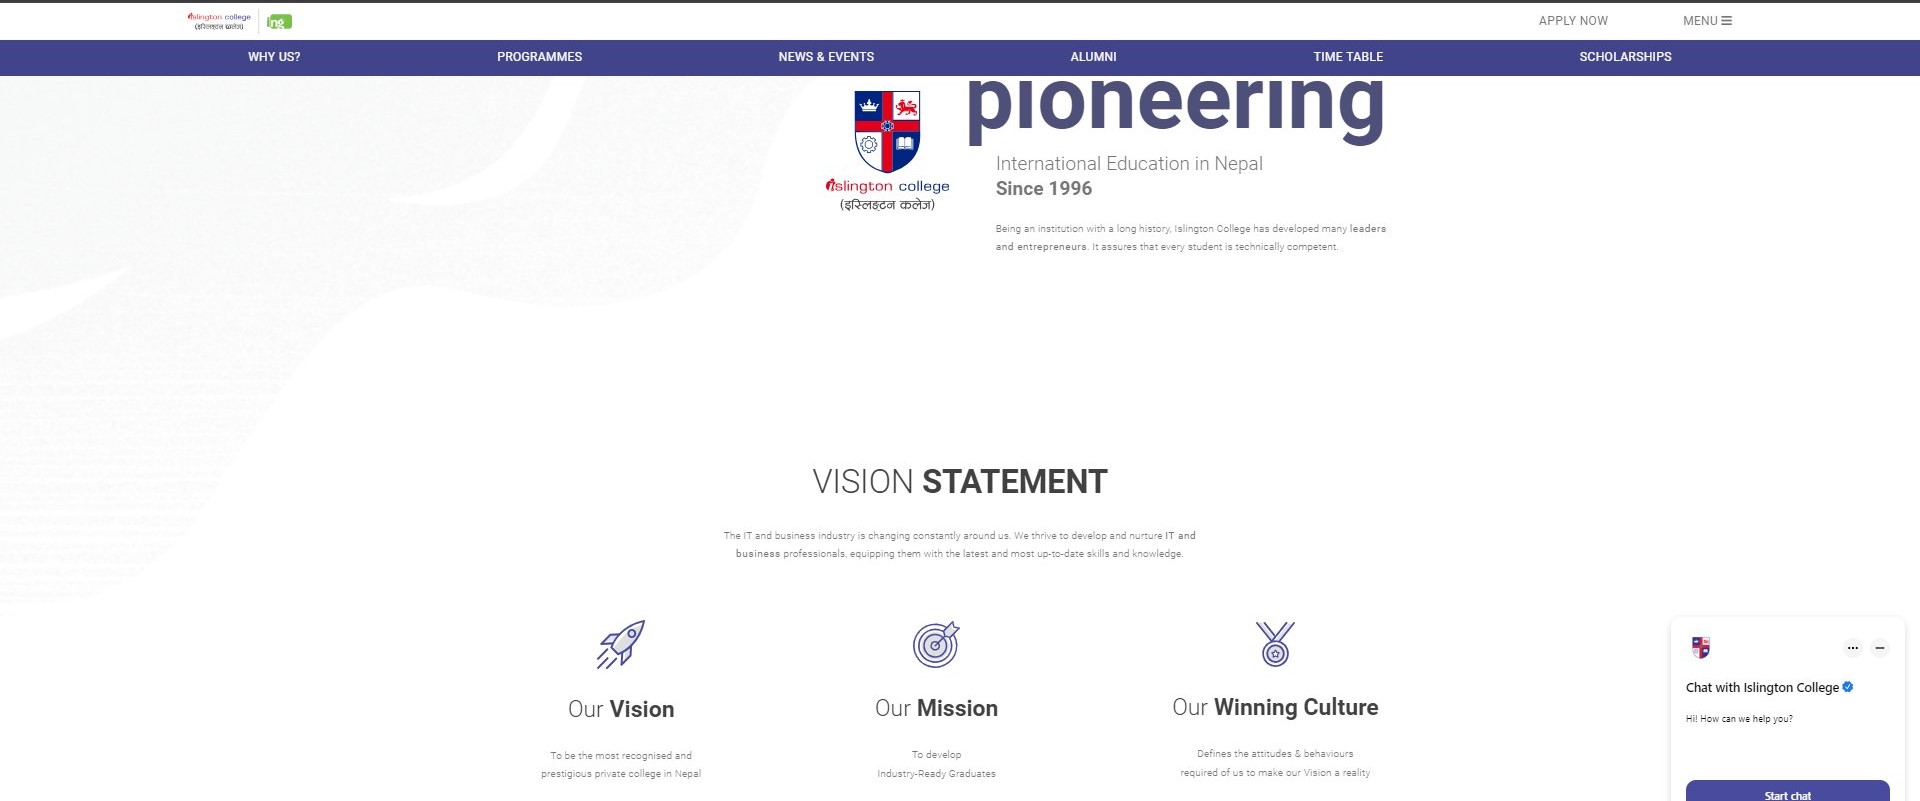 islington college
(इस्लिङ्टन कलेज)
ing
APPLY NOW
MENU
WHY US?
PROGRAMMES
NEWS & EVENTS
ALUMNI
TIME TABLE
SCHOLARSHIPS
pioneering
islington college
(इस्लिङ्टन कलेज)
International Education in Nepal
Since 1996
Being an institution with a long history, Islington College has developed many leaders
and entrepreneurs. It assures that every student is technically competent.
VISION STATEMENT
The IT and business industry is changing constantly around us. We thrive to develop and nurture IT and
business professionals, equipping them with the latest and most up-to-date skills and knowledge.
Our Vision
To be the most recognised and
prestigious private college in Nepal
Our Mission
To develop
Industry-Ready Graduates
Our Winning Culture
Defines the attitudes & behaviours
required of us to make our Vision a reality
Chat with Islington College
Hi! How can we help you?
Start chat